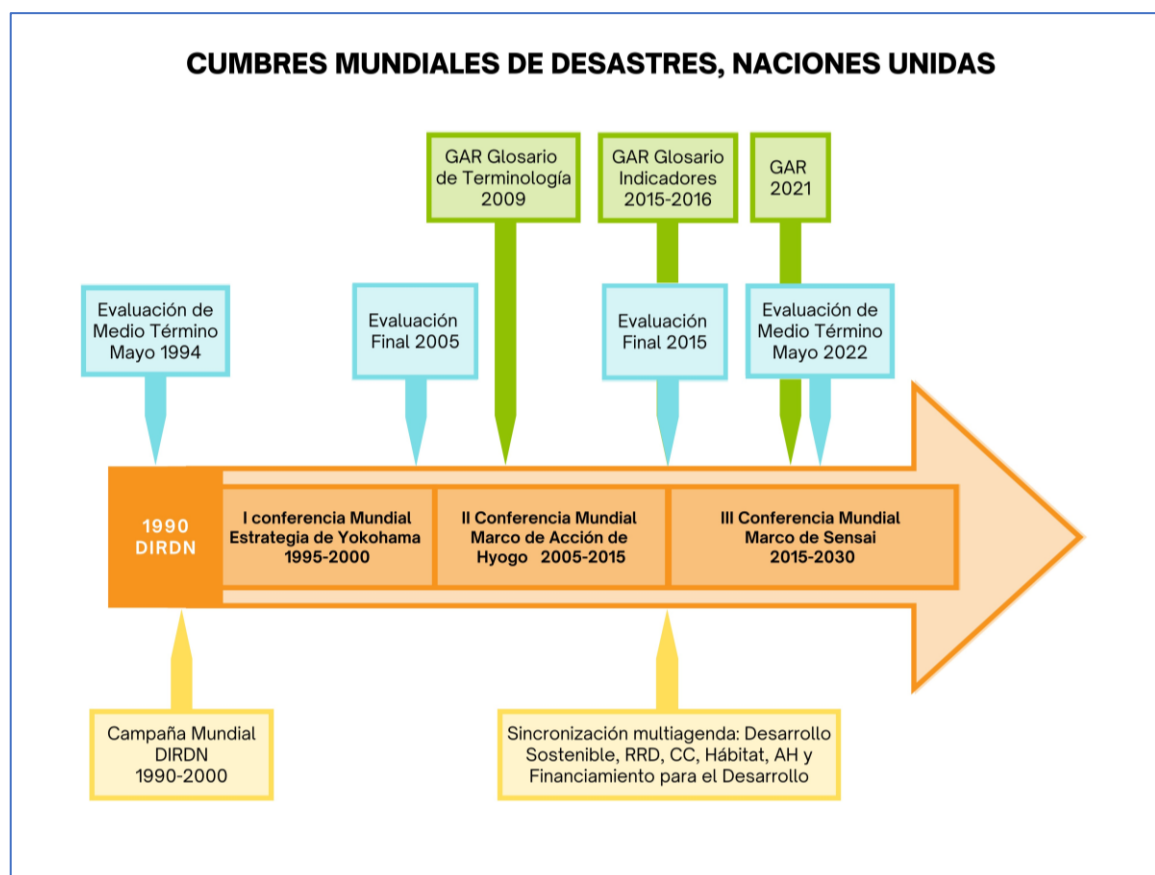 CUMBRES MUNDIALES DE DESASTRES, NACIONES UNIDAS
GAR Glosario
de Terminología
2009
GAR Glosario
Indicadores
2015-2016
GAR
2021
Evaluación de
Medio Término
Mayo 1994
Evaluación
Final 2005
Evaluación
Final 2015
Evaluación de
Medio Término
Mayo 2022
1990
DIRDN
I conferencia Mundial
Estrategia de Yokohama
1995-2000
II Conferencia Mundial
Marco de Acción de
Hyogo 2005-2015
III Conferencia Mundial
Marco de Sensai
2015-2030
Campaña Mundial
DIRDN
1990-2000
Sincronización multiagenda: Desarrollo
Sostenible, RRD, CC, Hábitat, AH y
Financiamiento para el Desarrollo